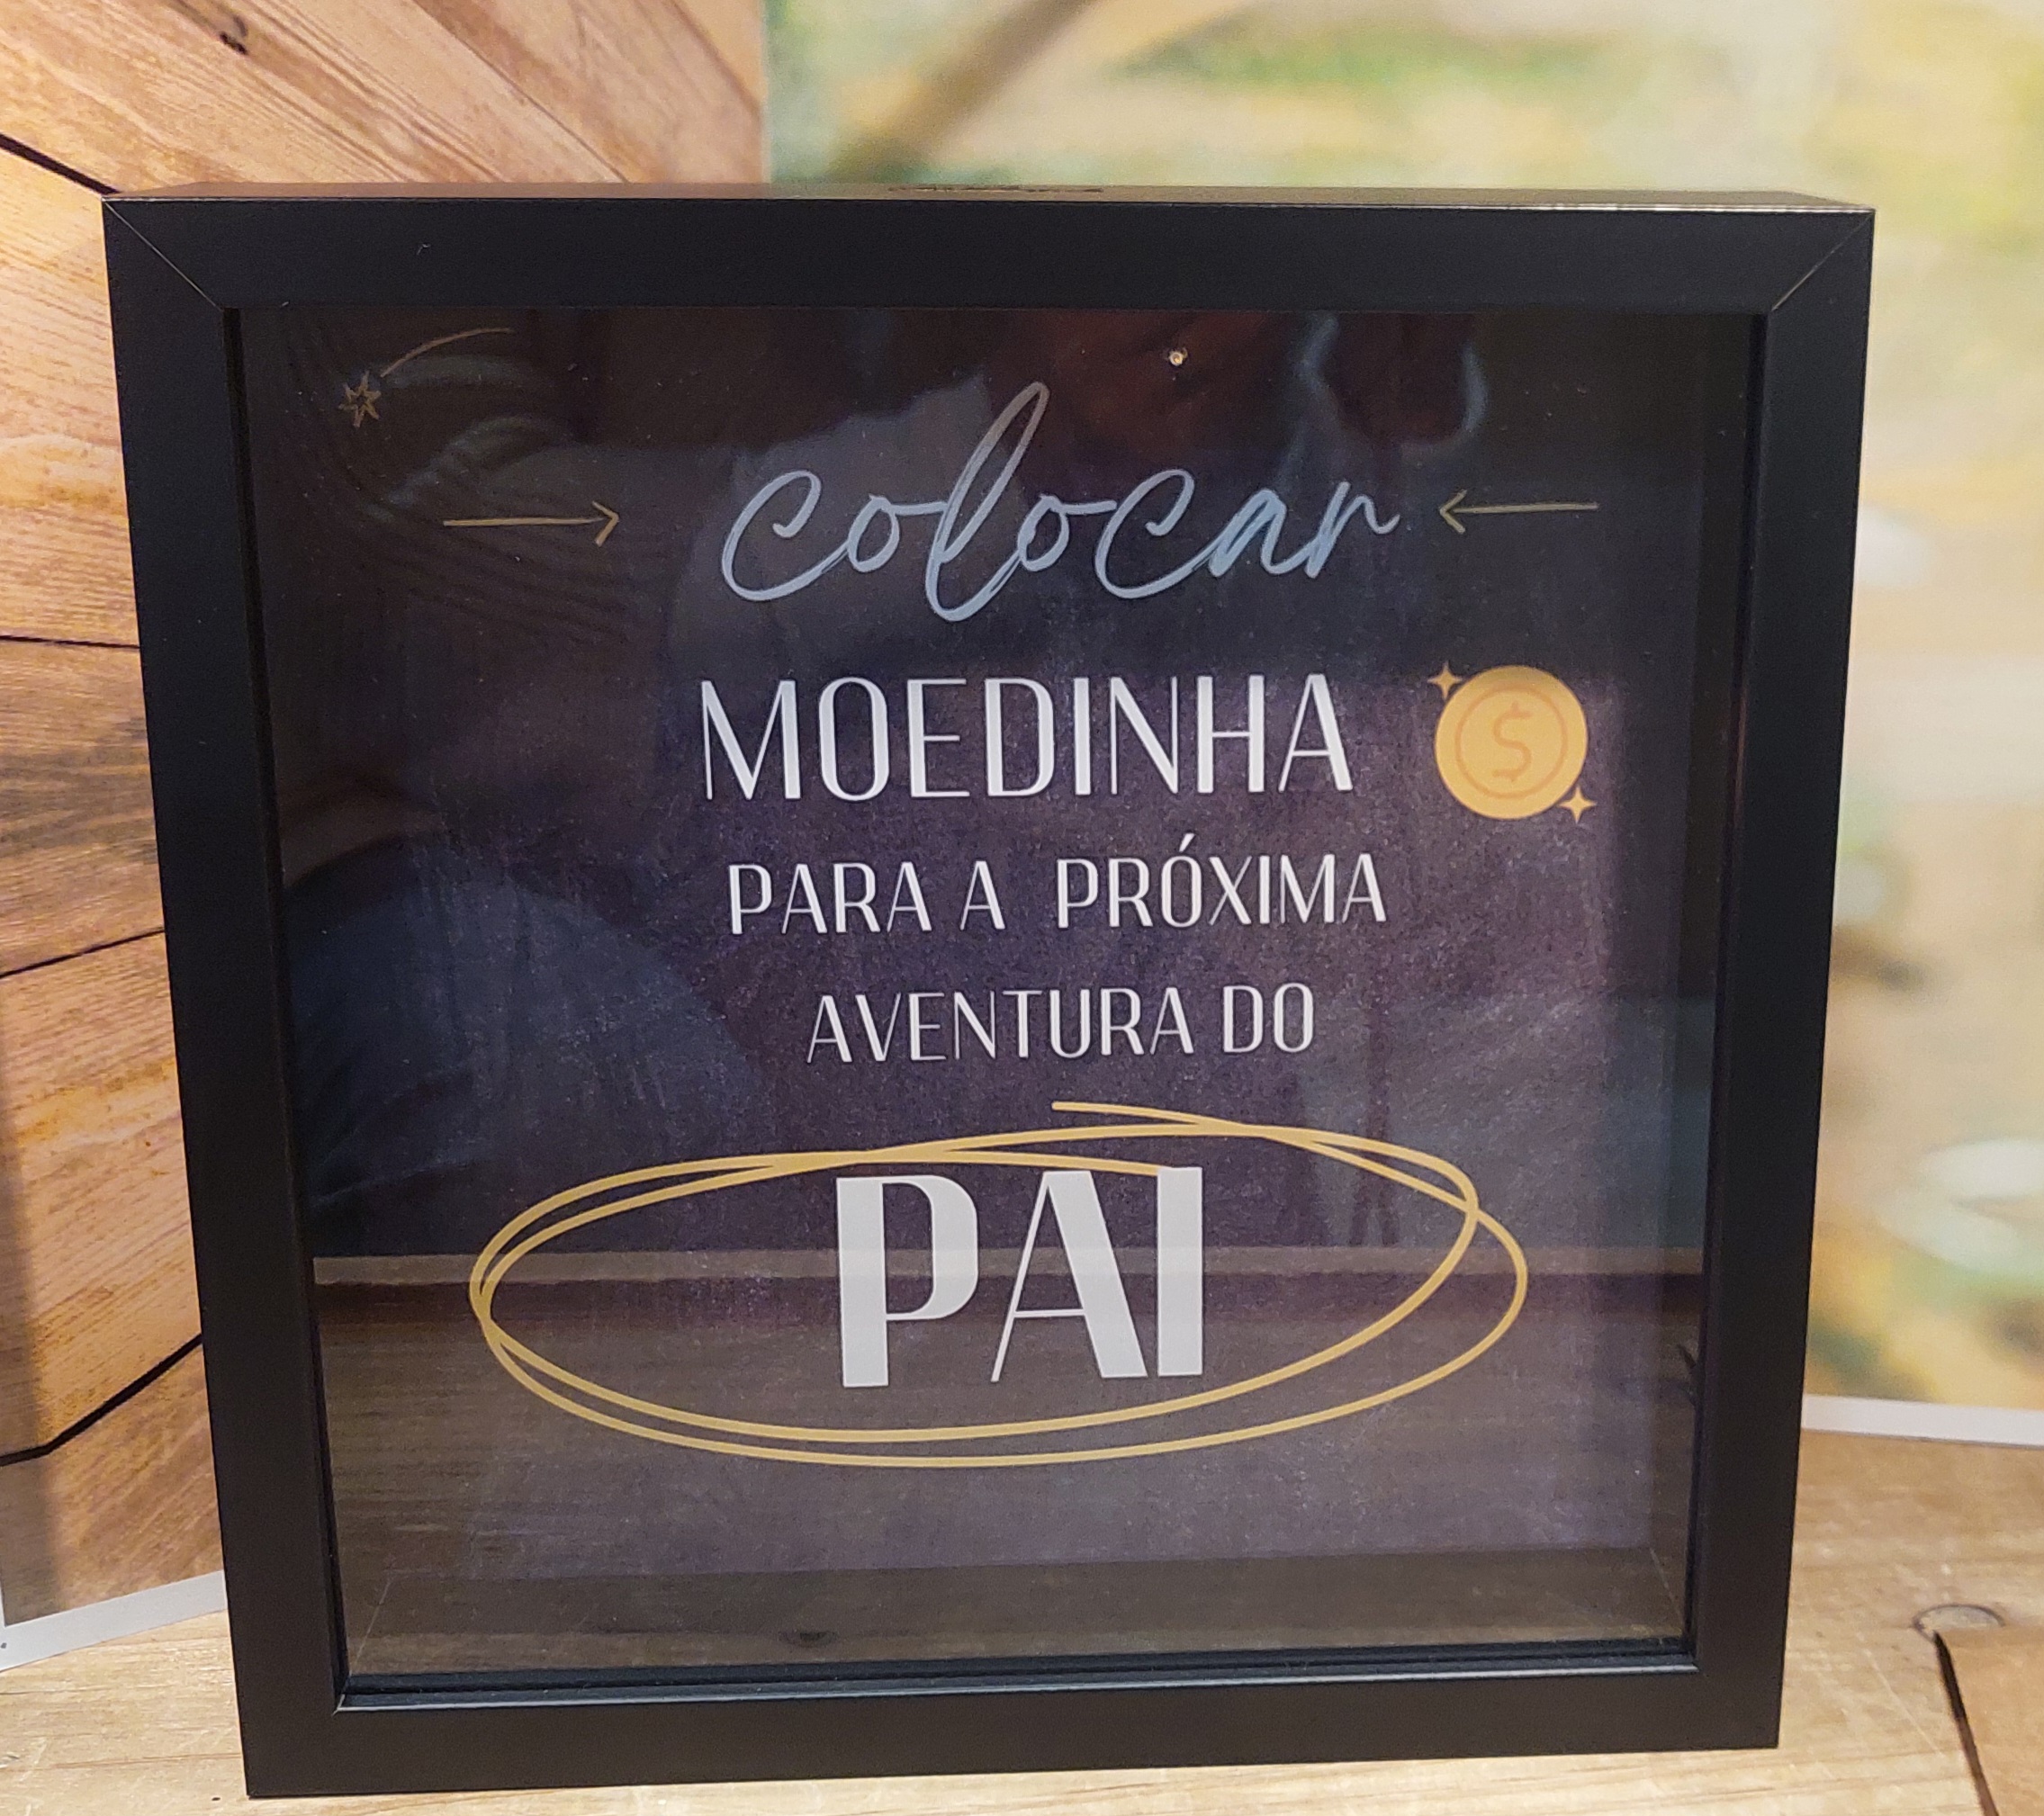 colocar
MOEDINHA
PARA A PRÓXIMA
AVENTURA DO
PAI